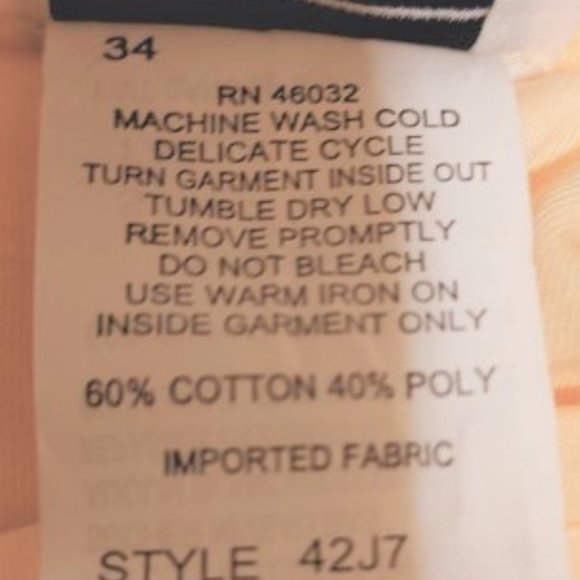 34
RN 46032
MACHINE WASH COLD
DELICATE CYCLE
TURN GARMENT INSIDE OUT
TUMBLE DRY LOW
REMOVE PROMPTLY
DO NOT BLEACH
USE WARM IRON ON
INSIDE GARMENT ONLY
60% COTTON 40% POLY
IMPORTED FABRIC
STYLE 42J7